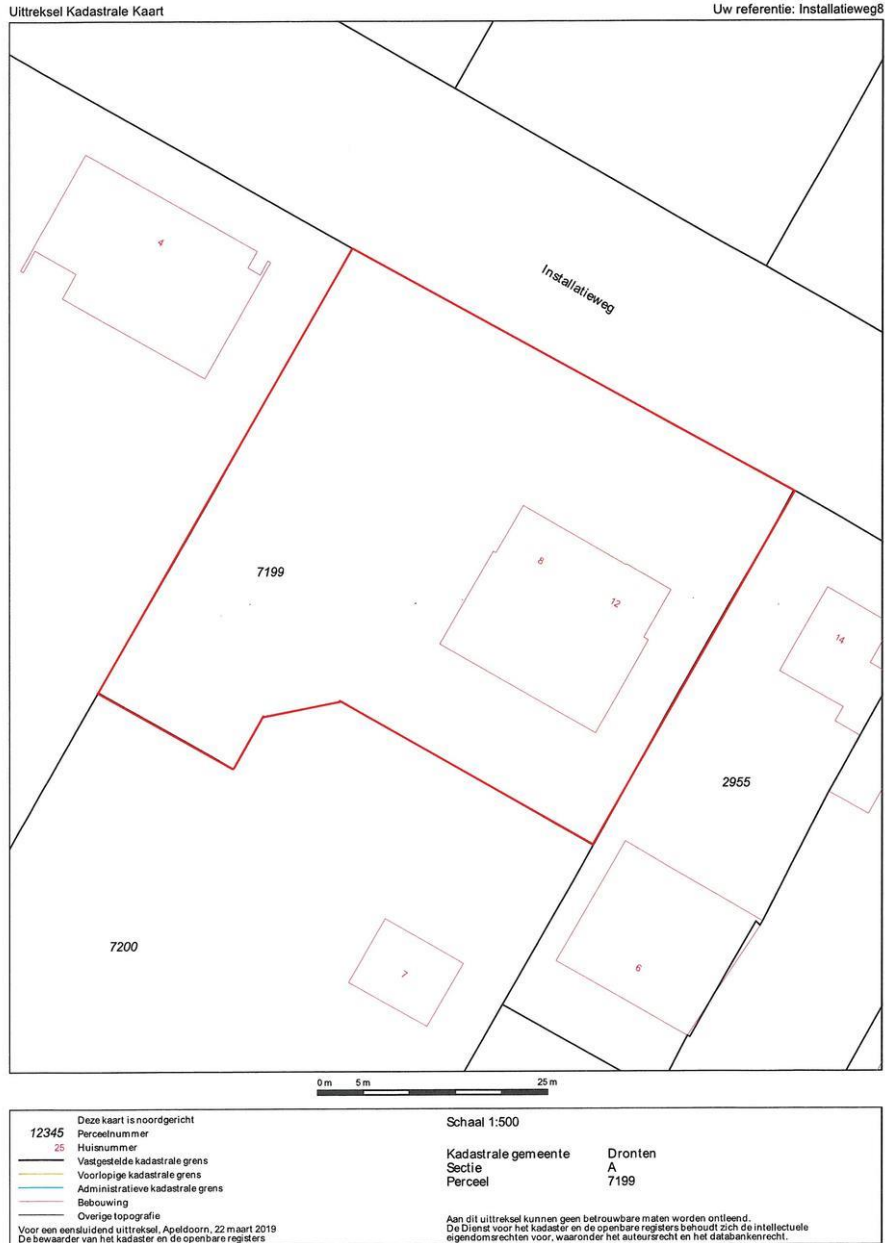 Uittreksel Kadastrale Kaart
Uw referentie: Installatieweg8
4
Installatieweg
7199
8
12
14
2955
7200
7
6
0 m 5 m 25 m
Deze kaart is noordgericht
12345 Perceelnummer
25 Huisnummer
Vastgestelde kadastrale grens
Voorlopige kadastrale grens
Administratieve kadastrale grens
Bebouwing
Overige topografie
Voor een eensluidend uittreksel, Apeldoorn, 22 maart 2019
De bewaarder van het kadaster en de openbare registers
Schaal 1:500
Kadastrale gemeente Dronten
Sectie A
Perceel 7199
Aan dit uittreksel kunnen geen betrouwbare maten worden ontleend.
De Dienst voor het kadaster en de openbare registers behoudt zich de intellectuele
eigendomsrechten voor, waaronder het auteursrecht en het databankenrecht.